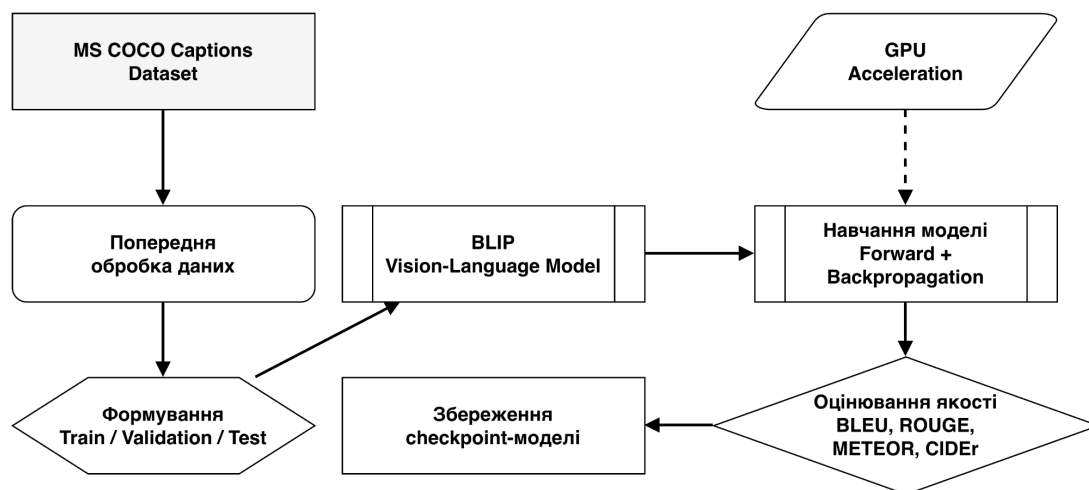 MS COCO Captions
Dataset
GPU
Acceleration
Попередня
обробка даних
BLIP
Vision-Language Model
Навчання моделі
Forward +
Backpropagation
Формування
Train / Validation / Test
Збереження
checkpoint-моделі
Оцінювання якості
BLEU, ROUGE,
METEOR, CIDEr